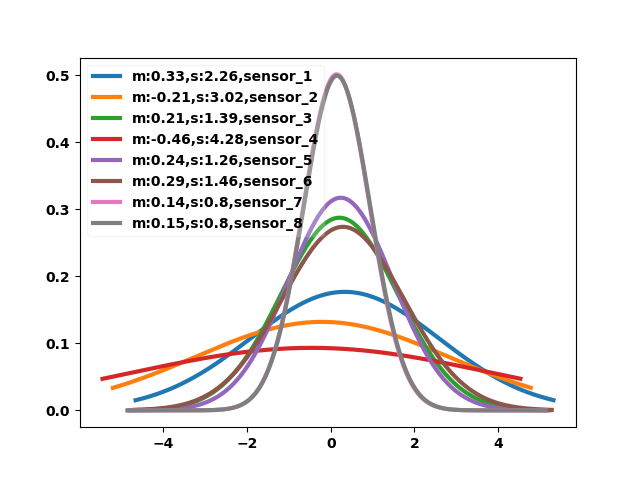 m:0.33,s:2.26,sensor_1
m:-0.21,s:3.02,sensor_2
m:0.21,s:1.39,sensor_3
m:-0.46,s:4.28,sensor_4
m:0.24,s:1.26,sensor_5
m:0.29,s:1.46,sensor_6
m:0.14,s:0.8,sensor_7
m:0.15,s:0.8,sensor_8
0.5
0.4
0.3
0.2
0.1
0.0
−4 −2 0 2 4